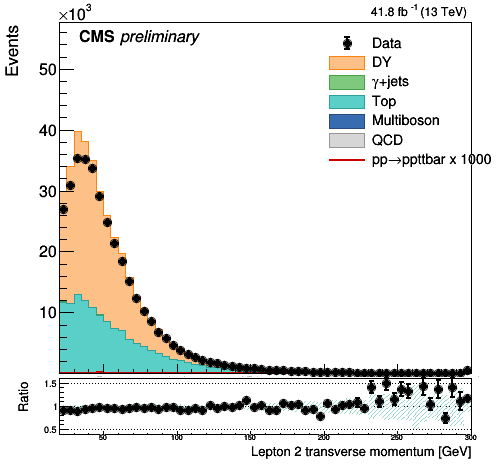 ×10³
41.8 fb⁻¹ (13 TeV)
CMS preliminary
Events
Data
DY
γ+jets
Top
Multiboson
QCD
pp→ppttbar x 1000
50
40
30
20
10
Ratio
1.5
1
0.5
50
100
150
200
250
300
Lepton 2 transverse momentum [GeV]